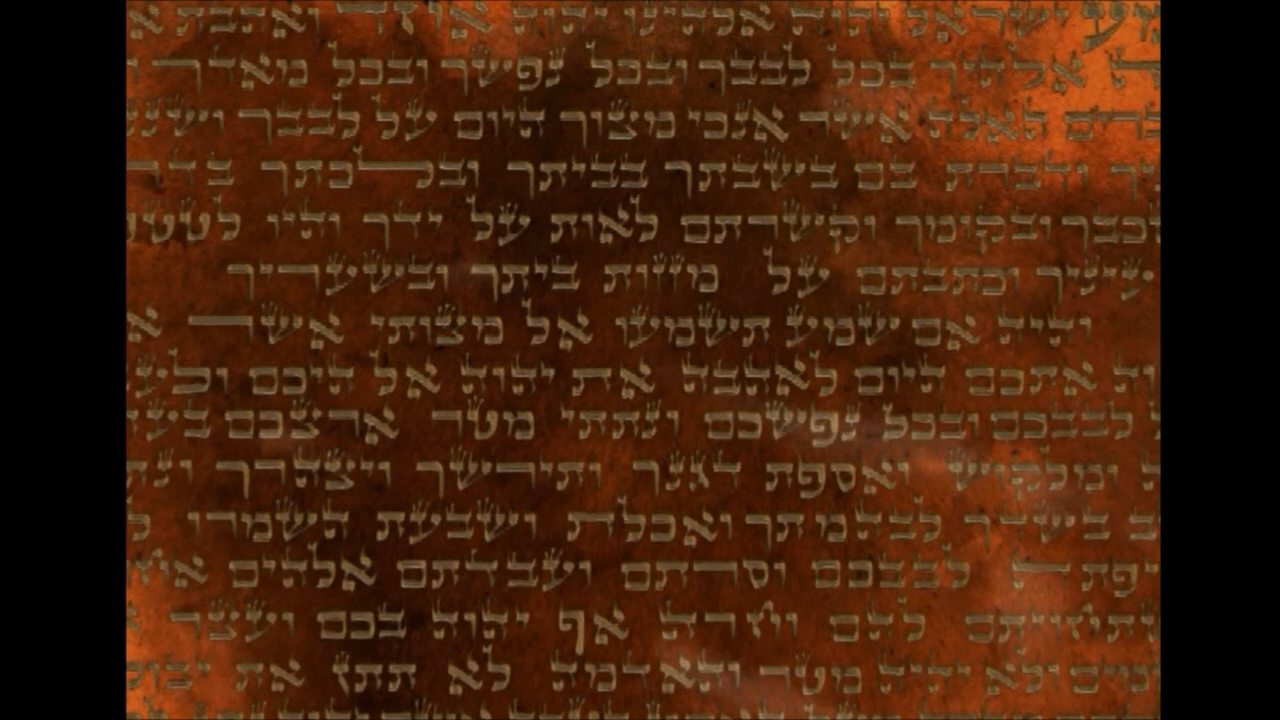 ישראל יהוה אלהינו יהוה אחד ואהבת
אלהיך בכל לבבך ובכל נפשך ובכל מאדך
האלה אשר אנכי מצוך היום על לבבך
ודברת בם בשבתך בביתך ובלכתך
ובקומך וקשרתם לאות על ידך והיו
עיניך וכתבתם על מזזות ביתך ובשעריך
והיה אם שמע תשמעו אל מצותי אשר
אתכם היום לאהבה את יהוה אלהיכם
לבבכם ובכל נפשכם ונתתי מטר ארצכם
ומלקוש ואספת דגנך ותירשך ויצהרך
בשדך לבהמתך ואכלת ושבעת השמרו
יפתה לבבכם וסרתם ועבדתם אלהים
להם וחרה אף יהוה בכם ועצר
ולא יהיה מטר והאדמה לא תתן את